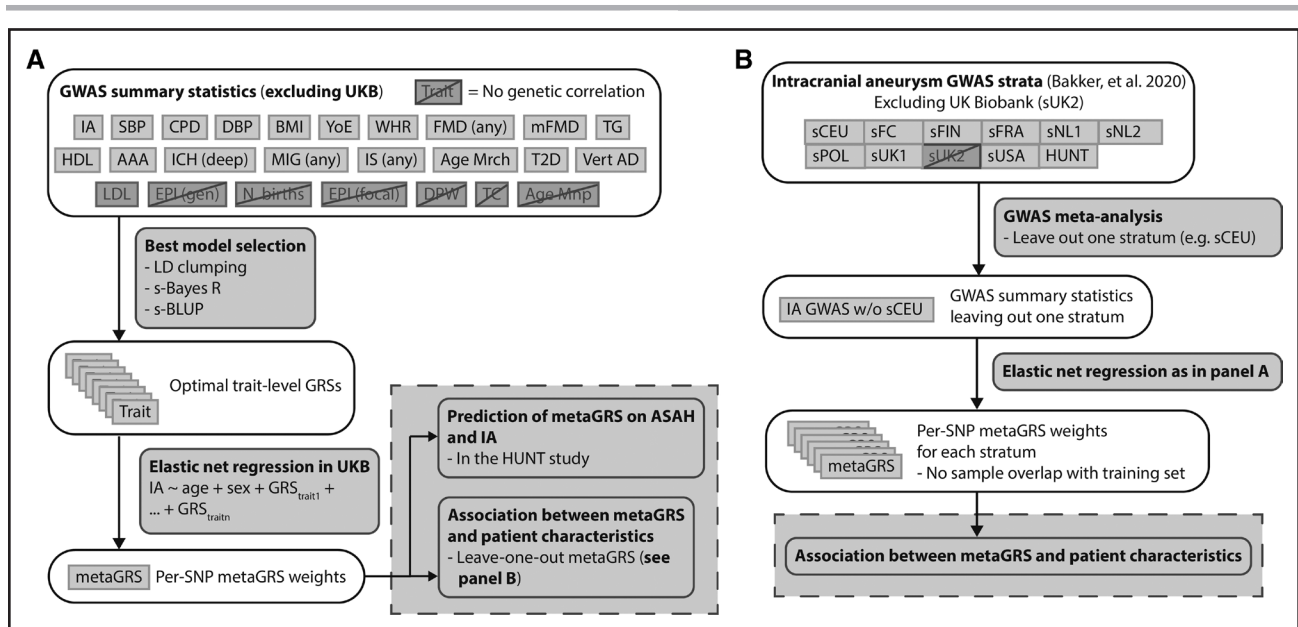 A
GWAS summary statistics (excluding UKB)
Trait = No genetic correlation
IA SBP CPD DBP BMI YoE WHR FMD (any) mFMD TG
HDL AAA ICH (deep) MIG (any) IS (any) Age Mrch T2D Vert AD
LDL EPI (gen) N. births EPI (focal) DPW TC Age Mnp
Best model selection
- LD clumping
- s-Bayes R
- s-BLUP
Trait
Optimal trait-level GRSs
Elastic net regression in UKB
IA ~ age + sex + GRStrait1 +
... + GRStraitn
metaGRS Per-SNP metaGRS weights
Prediction of metaGRS on ASAH
and IA
- In the HUNT study
Association between metaGRS
and patient characteristics
- Leave-one-out metaGRS (see
panel B)
B
Intracranial aneurysm GWAS strata (Bakker, et al. 2020)
Excluding UK Biobank (sUK2)
sCEU sFC sFIN sFRA sNL1 sNL2
sPOL sUK1 sUK2 sUSA HUNT
GWAS meta-analysis
- Leave out one stratum (e.g. sCEU)
IA GWAS w/o sCEU
GWAS summary statistics
leaving out one stratum
Elastic net regression as in panel A
metaGRS
Per-SNP metaGRS weights
for each stratum
- No sample overlap with training set
Association between metaGRS and patient characteristics